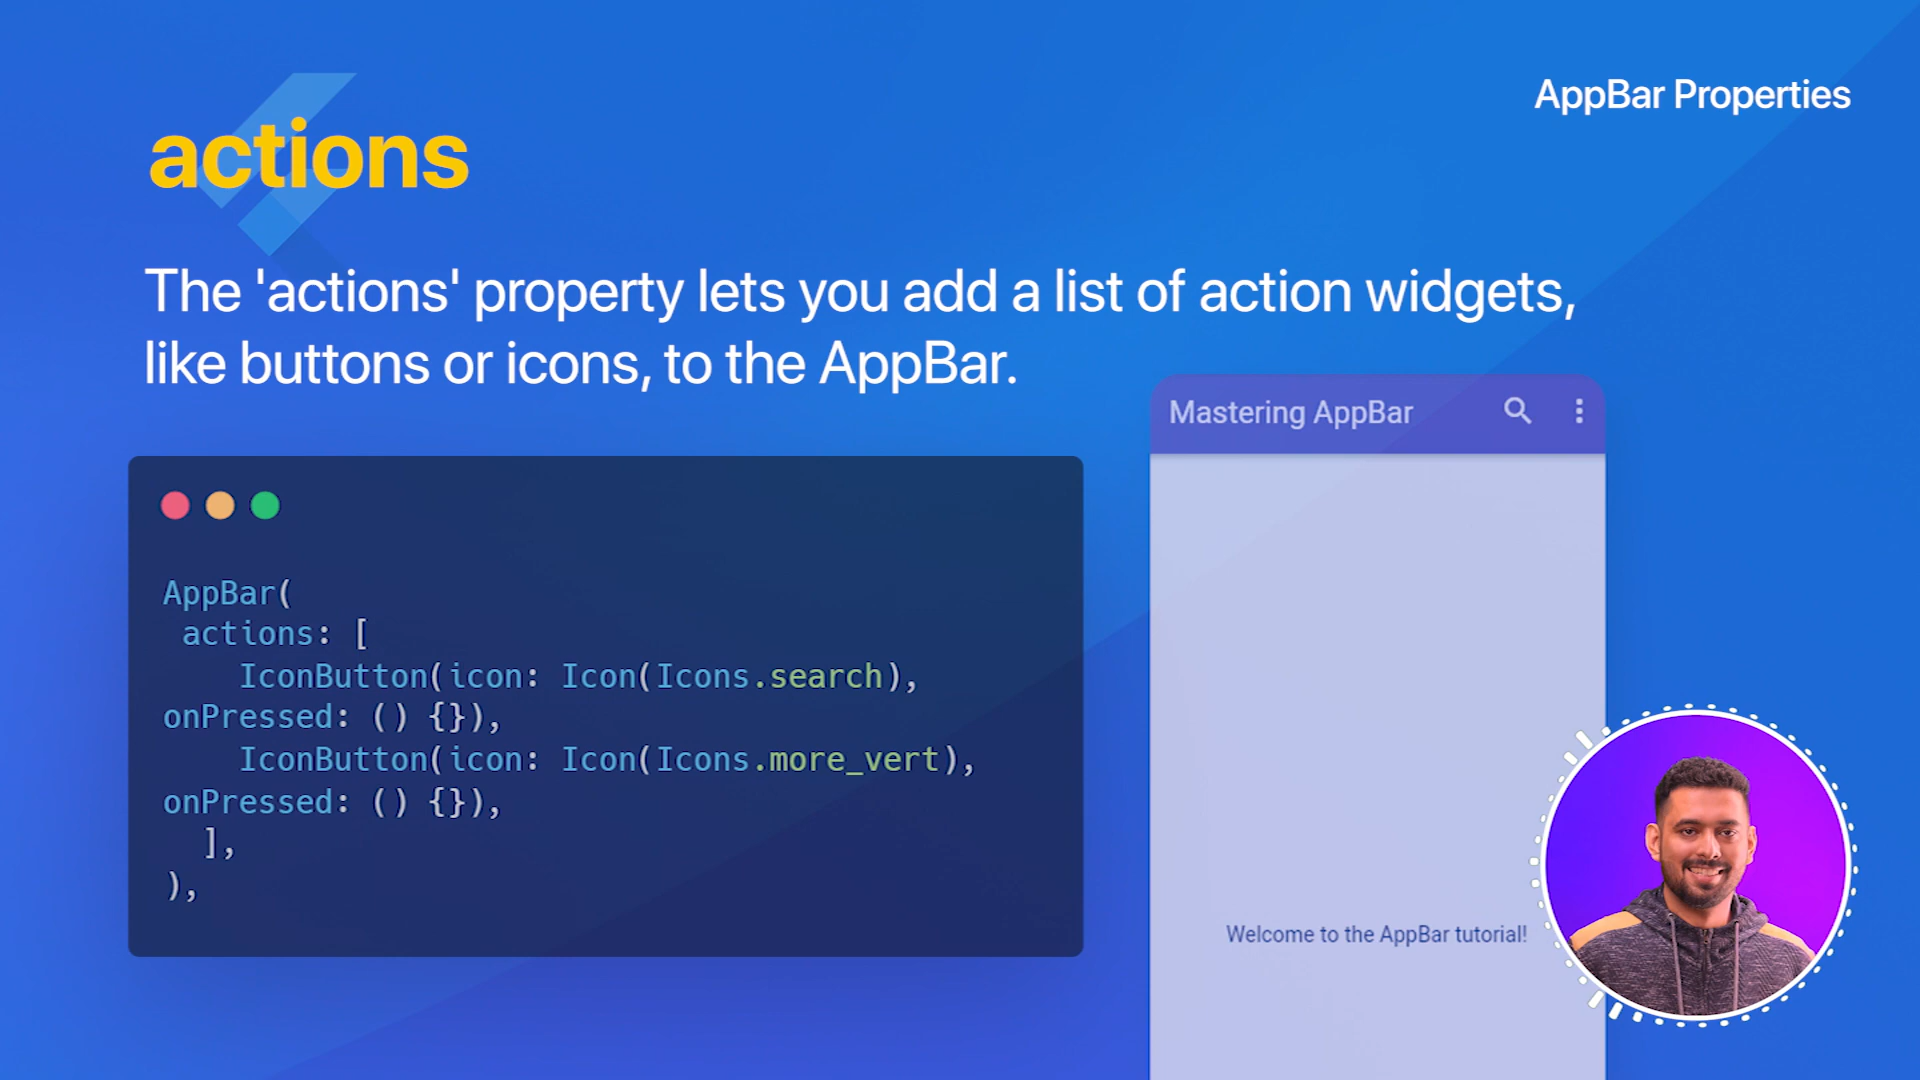 AppBar Properties
actions
The 'actions' property lets you add a list of action widgets,
like buttons or icons, to the AppBar.
AppBar(
 actions: [
    IconButton(icon: Icon(Icons.search),
onPressed: () {}),
    IconButton(icon: Icon(Icons.more_vert),
onPressed: () {}),
  ],
),
Mastering AppBar
Welcome to the AppBar tutorial!